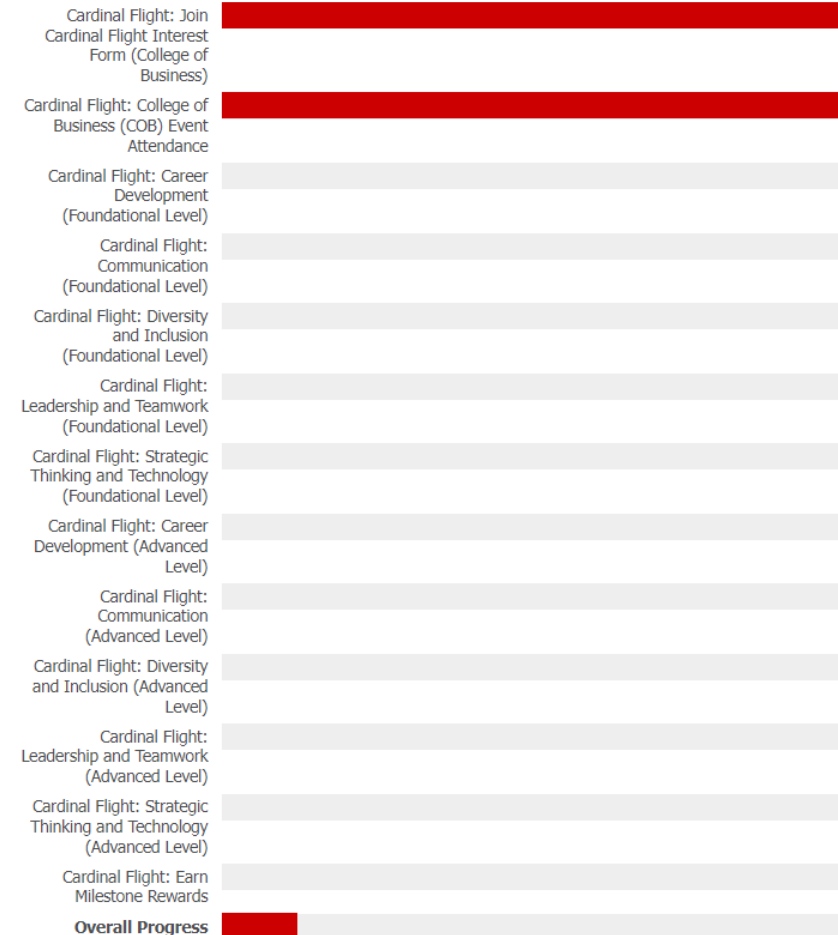 Cardinal Flight: Join
Cardinal Flight Interest
Form (College of
Business)
Cardinal Flight: College of
Business (COB) Event
Attendance
Cardinal Flight: Career
Development
(Foundational Level)
Cardinal Flight:
Communication
(Foundational Level)
Cardinal Flight: Diversity
and Inclusion
(Foundational Level)
Cardinal Flight:
Leadership and Teamwork
(Foundational Level)
Cardinal Flight: Strategic
Thinking and Technology
(Foundational Level)
Cardinal Flight: Career
Development (Advanced
Level)
Cardinal Flight:
Communication
(Advanced Level)
Cardinal Flight: Diversity
and Inclusion (Advanced
Level)
Cardinal Flight:
Leadership and Teamwork
(Advanced Level)
Cardinal Flight: Strategic
Thinking and Technology
(Advanced Level)
Cardinal Flight: Earn
Milestone Rewards
Overall Progress